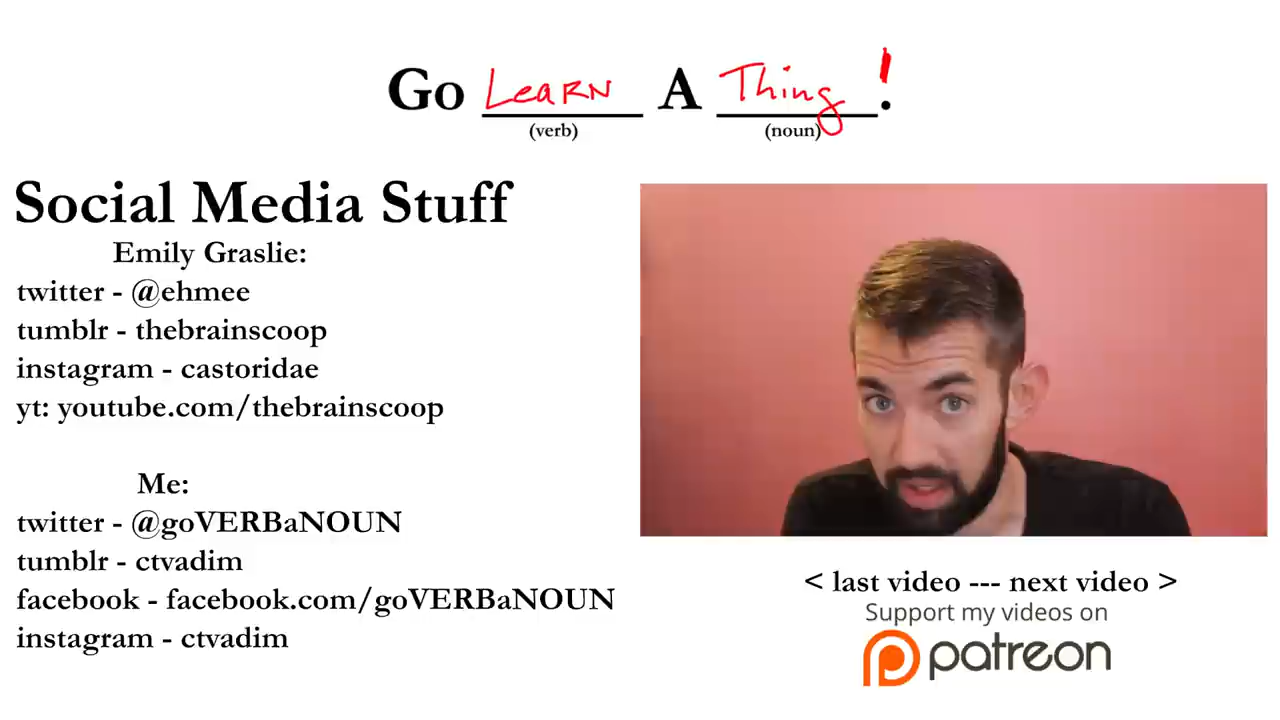 Go Learn A Thing!
(verb) (noun)
Social Media Stuff
Emily Graslie:
twitter - @ehmee
tumblr - thebrainscoop
instagram - castoridae
yt: youtube.com/thebrainscoop
Me:
twitter - @goVERBaNOUN
tumblr - ctvadim
facebook - facebook.com/goVERBaNOUN
instagram - ctvadim
< last video --- next video >
Support my videos on
patreon